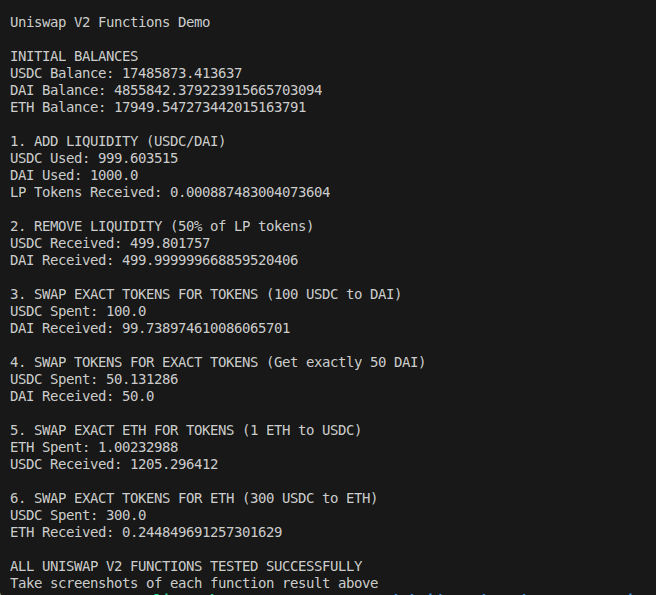 Uniswap V2 Functions Demo
INITIAL BALANCES
USDC Balance: 17485873.413637
DAI Balance: 4855842.379223915665703094
ETH Balance: 17949.547273442015163791
1. ADD LIQUIDITY (USDC/DAI)
USDC Used: 999.603515
DAI Used: 1000.0
LP Tokens Received: 0.000887483004073604
2. REMOVE LIQUIDITY (50% of LP tokens)
USDC Received: 499.801757
DAI Received: 499.999999668859520406
3. SWAP EXACT TOKENS FOR TOKENS (100 USDC to DAI)
USDC Spent: 100.0
DAI Received: 99.738974610086065701
4. SWAP TOKENS FOR EXACT TOKENS (Get exactly 50 DAI)
USDC Spent: 50.131286
DAI Received: 50.0
5. SWAP EXACT ETH FOR TOKENS (1 ETH to USDC)
ETH Spent: 1.00232988
USDC Received: 1205.296412
6. SWAP EXACT TOKENS FOR ETH (300 USDC to ETH)
USDC Spent: 300.0
ETH Received: 0.244849691257301629
ALL UNISWAP V2 FUNCTIONS TESTED SUCCESSFULLY
Take screenshots of each function result above